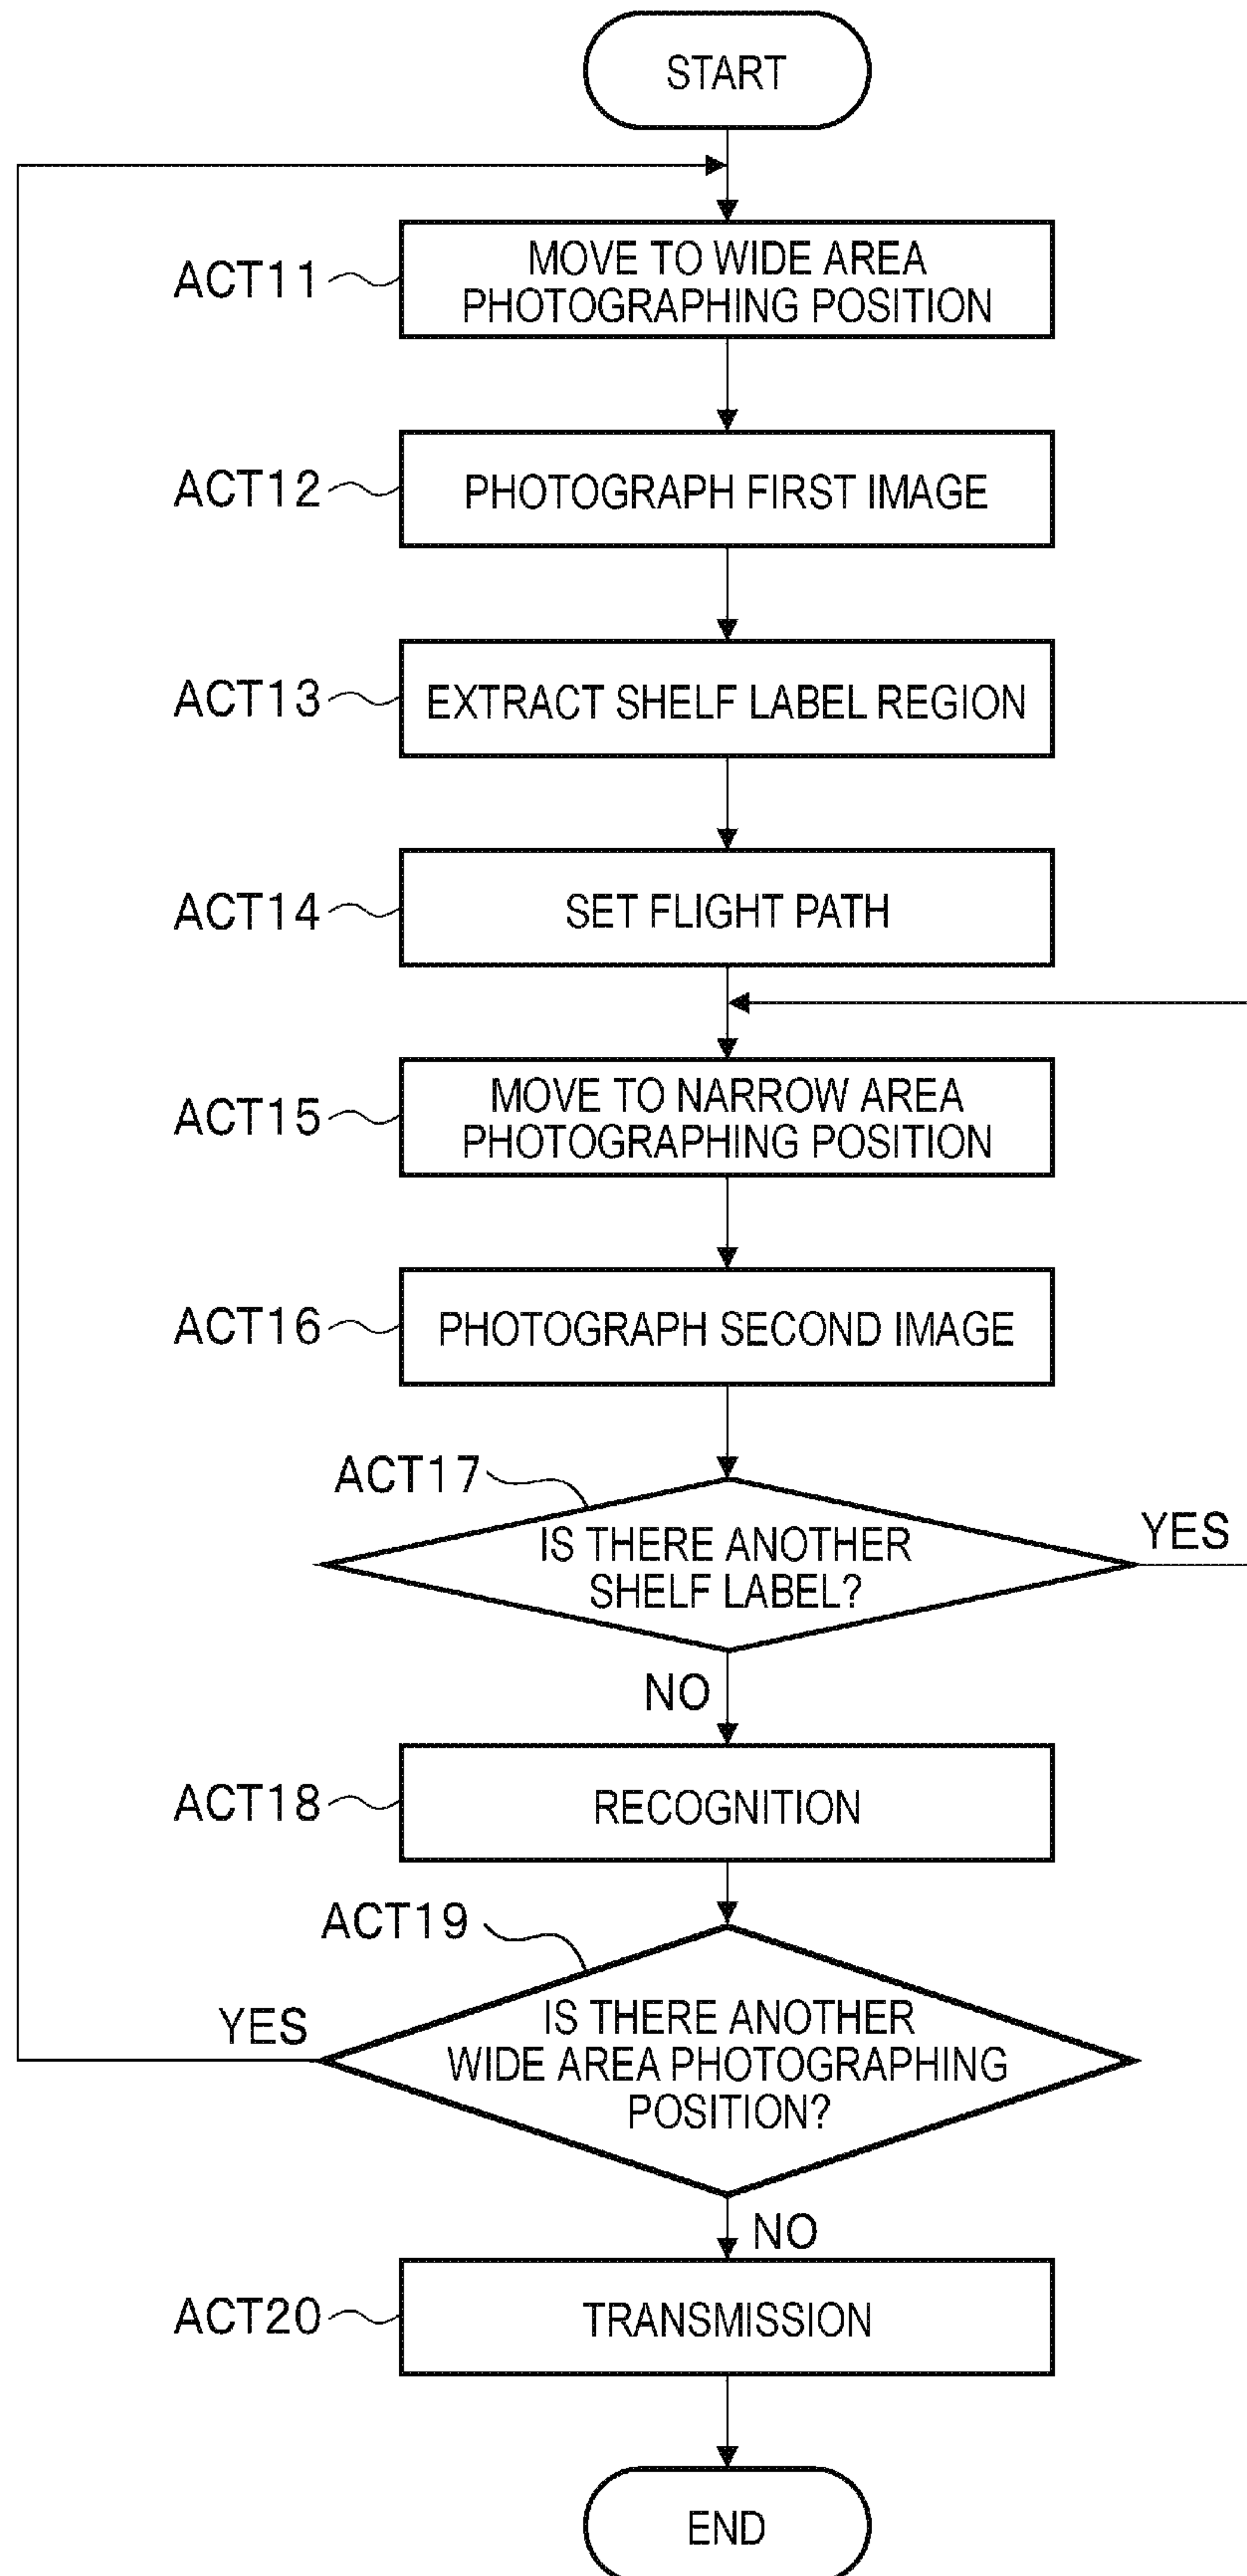 START
ACT11
MOVE TO WIDE AREA
PHOTOGRAPHING POSITION
ACT12
PHOTOGRAPH FIRST IMAGE
ACT13
EXTRACT SHELF LABEL REGION
ACT14
SET FLIGHT PATH
ACT15
MOVE TO NARROW AREA
PHOTOGRAPHING POSITION
ACT16
PHOTOGRAPH SECOND IMAGE
ACT17
IS THERE ANOTHER
SHELF LABEL?
YES
NO
ACT18
RECOGNITION
ACT19
IS THERE ANOTHER
WIDE AREA PHOTOGRAPHING
POSITION?
YES
NO
ACT20
TRANSMISSION
END